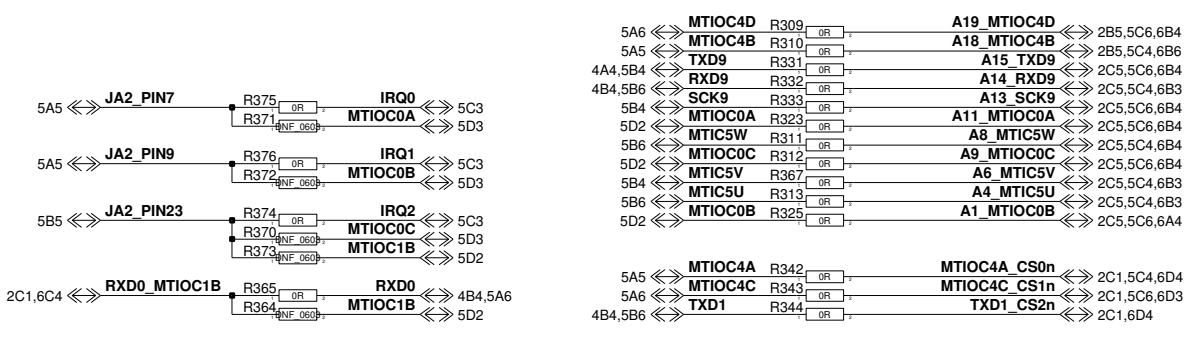 5A5 JA2_PIN7 R375 0R IRQ0 5C3
R371 DNF_0603 MTIOC0A 5D3
5A5 JA2_PIN9 R376 0R IRQ1 5C3
R372 DNF_0603 MTIOC0B 5D3
5B5 JA2_PIN23 R374 0R IRQ2 5C3
R370 DNF_0603 MTIOC0C 5D3
R373 DNF_0603 MTIOC1B 5D2
2C1,6C4 RXD0_MTIOC1B R365 0R RXD0 4B4,5A6
R364 DNF_0603 MTIOC1B 5D2
5A6 MTIOC4D R309 0R A19_MTIOC4D 2B5,5C6,6B4
5A5 MTIOC4B R310 0R A18_MTIOC4B 2B5,5C4,6B6
4A4,5B4 TXD9 R331 0R A15_TXD9 2C5,5C6,6B4
4B4,5B6 RXD9 R332 0R A14_RXD9 2C5,5C4,6B3
5B4 SCK9 R333 0R A13_SCK9 2C5,5C6,6B4
5D2 MTIOC0A R323 0R A11_MTIOC0A 2C5,5C6,6B4
5B6 MTIC5W R311 0R A8_MTIC5W 2C5,5C4,6B4
5D2 MTIOC0C R312 0R A9_MTIOC0C 2C5,5C6,6B4
5B4 MTIC5V R367 0R A6_MTIC5V 2C5,5C4,6B3
5B6 MTIC5U R313 0R A4_MTIC5U 2C5,5C4,6B3
5D2 MTIOC0B R325 0R A1_MTIOC0B 2C5,5C6,6A4
5A5 MTIOC4A R342 0R MTIOC4A_CS0n 2C1,5C4,6D4
5A6 MTIOC4C R343 0R MTIOC4C_CS1n 2C1,5C6,6D3
4B4,5B6 TXD1 R344 0R TXD1_CS2n 2C1,6D4